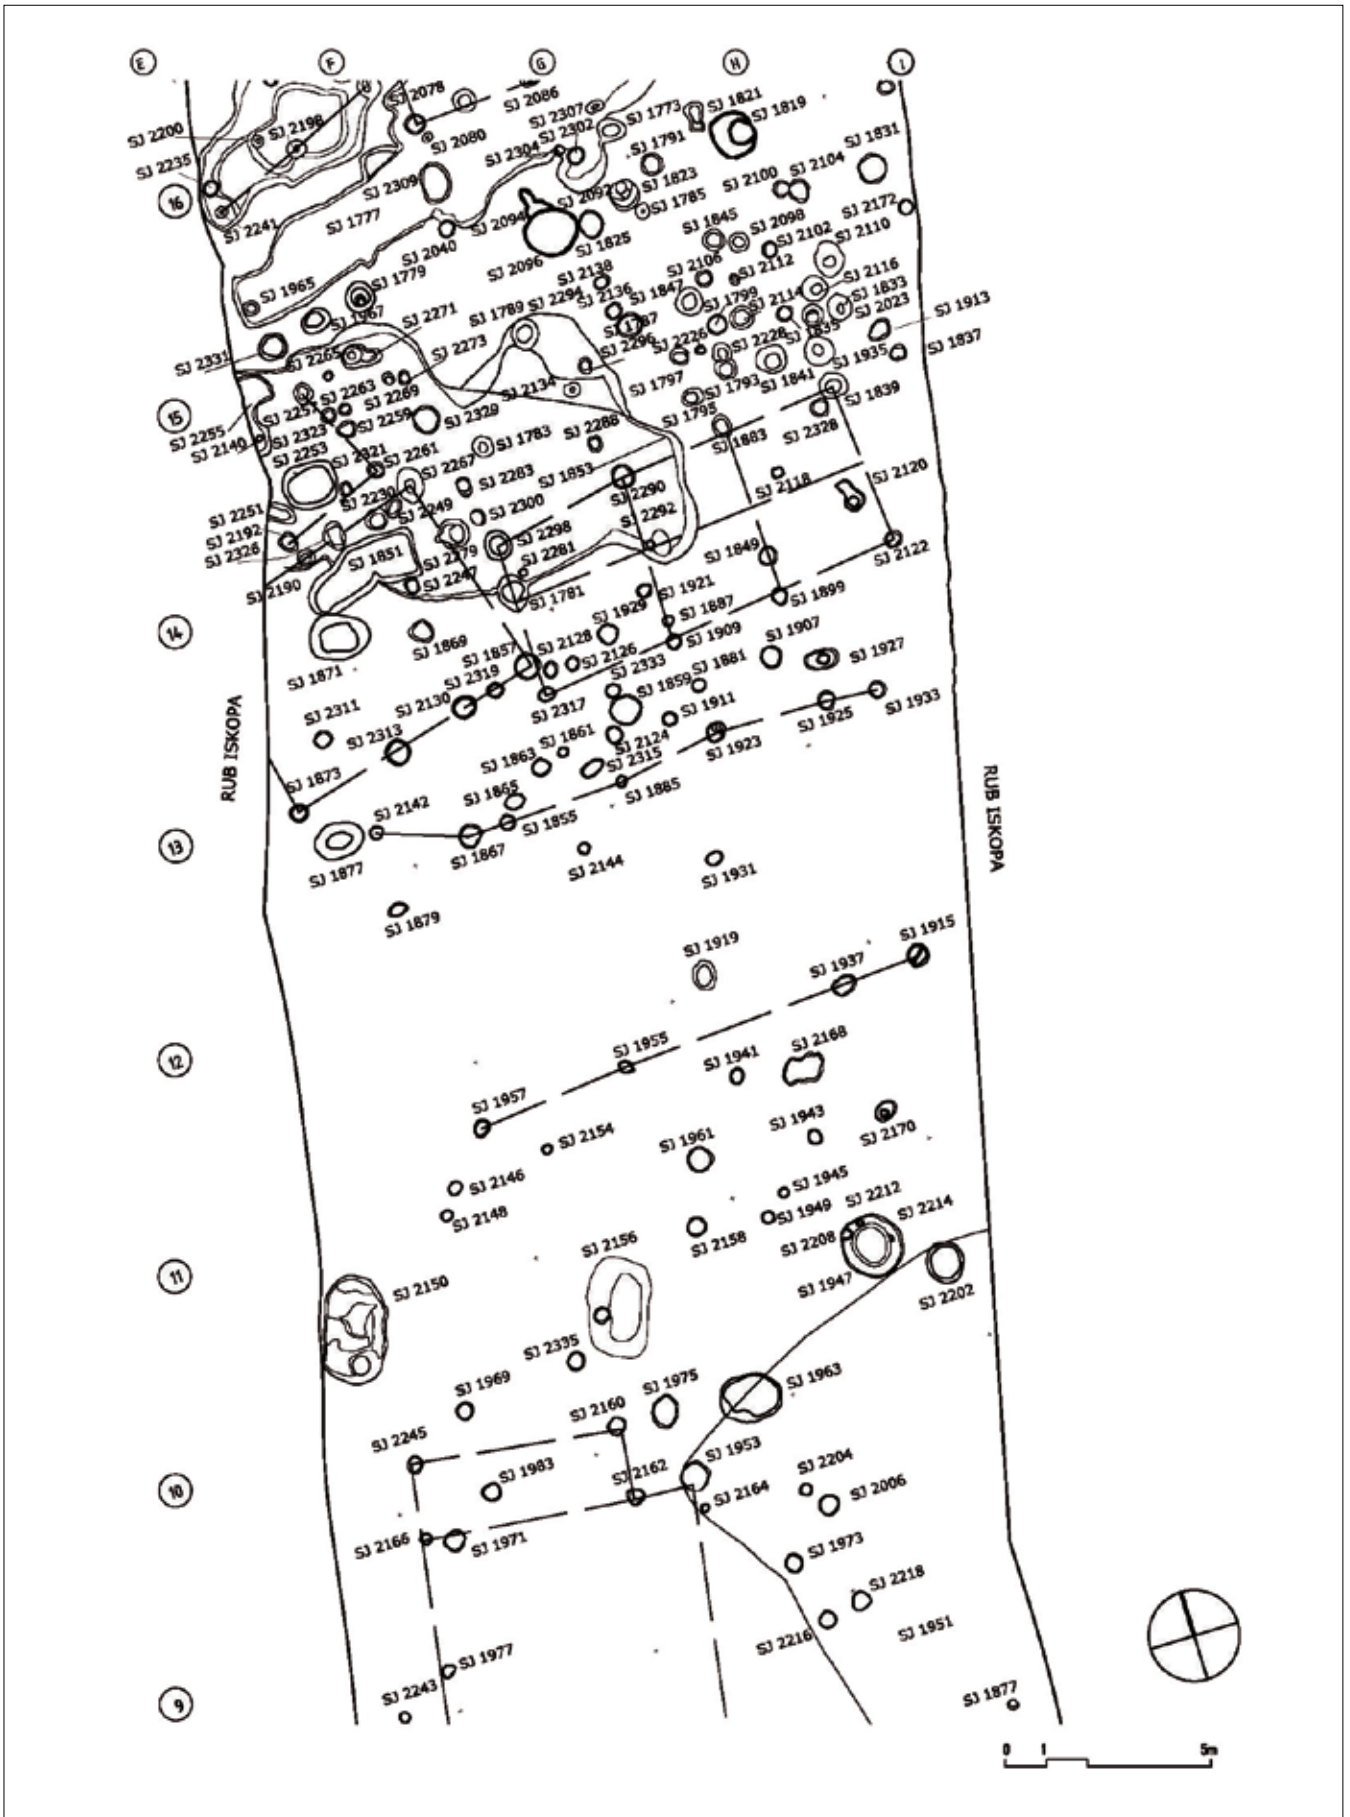 E F G H I
SJ 2078
SJ 2086
SJ 2307
SJ 1773
SJ 1821
SJ 1819
SJ 2200
SJ 2198
SJ 2080
SJ 2302
SJ 2304
SJ 1791
SJ 1831
SJ 2235
SJ 2309
SJ 2092
SJ 1823
SJ 2100
SJ 2104
16
SJ 2241
SJ 1777
SJ 2094
SJ 1785
SJ 2172
SJ 2040
SJ 1825
SJ 1845
SJ 2098
SJ 2102
SJ 2110
SJ 2096
SJ 2138
SJ 2106
SJ 2112
SJ 1965
SJ 1779
SJ 2294
SJ 2136
SJ 1847
SJ 2116
SJ 1833
SJ 1967
SJ 2271
SJ 1789
SJ 1799
SJ 2114
SJ 2023
SJ 1913
SJ 2331
SJ 2265
SJ 2273
SJ 2296
SJ 2226
SJ 2228
SJ 1835
SJ 1935
SJ 1837
SJ 2263
SJ 2269
SJ 2134
SJ 1797
SJ 1793
SJ 1841
SJ 1839
15
SJ 2255
SJ 2257
SJ 2259
SJ 2329
SJ 1795
SJ 2328
SJ 2140
SJ 2323
SJ 2253
SJ 2321
SJ 2261
SJ 1783
SJ 2288
SJ 1883
SJ 2267
SJ 2283
SJ 1853
SJ 2118
SJ 2120
SJ 2251
SJ 2230
SJ 2249
SJ 2300
SJ 2290
SJ 2192
SJ 2326
SJ 1851
SJ 2298
SJ 2292
SJ 2190
SJ 2279
SJ 2281
SJ 1849
SJ 2122
SJ 2247
SJ 1781
SJ 1921
SJ 1899
14
SJ 1869
SJ 1929
SJ 1887
SJ 1871
SJ 1857
SJ 2128
SJ 1909
SJ 1907
SJ 2319
SJ 2126
SJ 1881
SJ 1927
SJ 2130
SJ 2333
SJ 1859
SJ 2311
SJ 2313
SJ 2317
SJ 1911
SJ 1925
SJ 1933
RUB ISKOPA
SJ 1861
SJ 2124
SJ 1923
SJ 1873
SJ 1863
SJ 2315
SJ 1865
SJ 1885
RUB ISKOPA
SJ 2142
SJ 1855
13
SJ 1877
SJ 1867
SJ 2144
SJ 1931
SJ 1879
SJ 1919
SJ 1915
SJ 1937
12
SJ 1955
SJ 1941
SJ 2168
SJ 1957
SJ 2154
SJ 1961
SJ 1943
SJ 2170
SJ 2146
SJ 1945
SJ 2148
SJ 1949
SJ 2212
SJ 2214
SJ 2156
SJ 2158
SJ 2208
11
SJ 2150
SJ 1947
SJ 2202
SJ 2335
SJ 1969
SJ 1975
SJ 1963
SJ 2160
SJ 2245
SJ 1953
10
SJ 1983
SJ 2162
SJ 2164
SJ 2204
SJ 2006
SJ 2166
SJ 1971
SJ 1973
SJ 2218
SJ 2216
SJ 1951
SJ 1977
9
SJ 2243
SJ 1877
0 1 5m